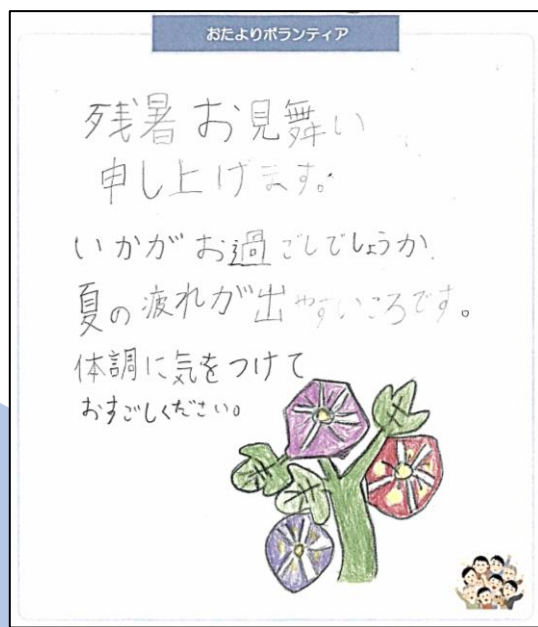 おたよりボランティア
残暑お見舞い
申し上げます。
いかがお過ごしでしょうか.
夏の疲れが出やすいころです。
体調に気をつけて
おすごしください。